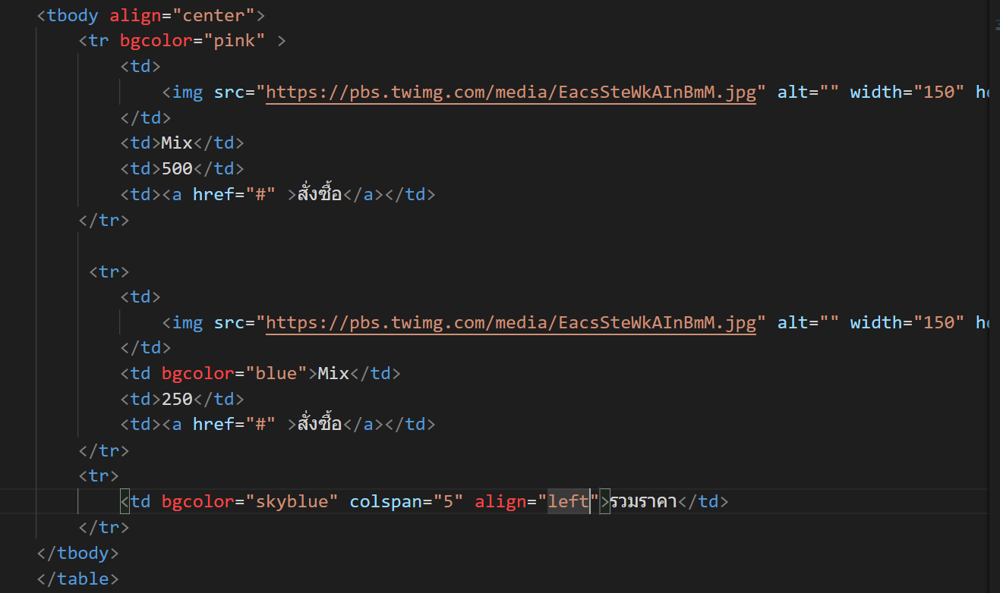 <tbody align="center">
<tr bgcolor="pink" >
<td>
<img src="https://pbs.twimg.com/media/EacsSteWkAInBmM.jpg" alt="" width="150"
</td>
<td>Mix</td>
<td>500</td>
<td><a href="#" >สั่งซื้อ</a></td>
</tr>
<tr>
<td>
<img src="https://pbs.twimg.com/media/EacsSteWkAInBmM.jpg" alt="" width="150"
</td>
<td bgcolor="blue">Mix</td>
<td>250</td>
<td><a href="#" >สั่งซื้อ</a></td>
</tr>
<tr>
<td bgcolor="skyblue" colspan="5" align="left">รวมราคา</td>
</tr>
</tbody>
</table>